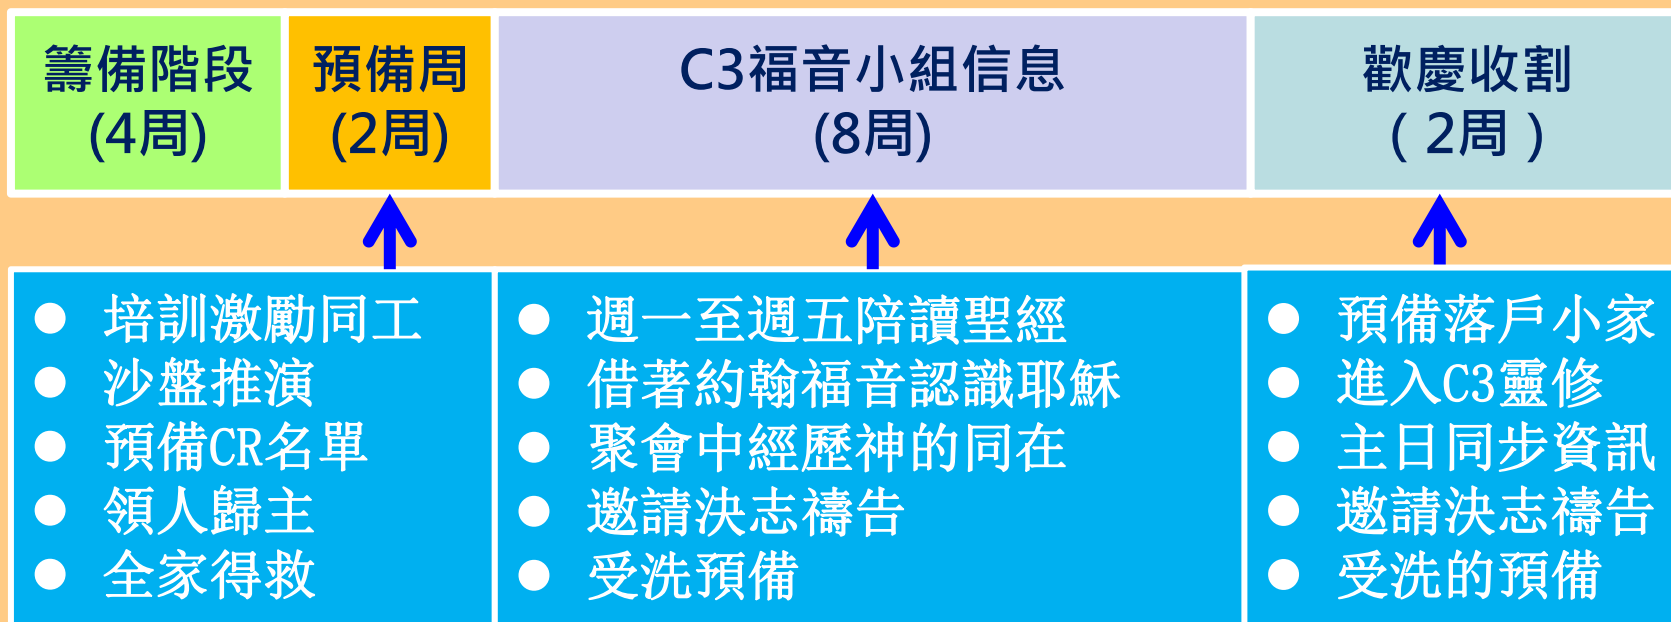 籌備階段
(4周)
預備周
(2周)
C3福音小組信息
(8周)
歡慶收割
( 2周 )
● 培訓激勵同工
● 沙盤推演
● 預備CR名單
● 領人歸主
● 全家得救
● 週一至週五陪讀聖經
● 借著約翰福音認識耶穌
● 聚會中經歷神的同在
● 邀請決志禱告
● 受洗預備
● 預備落戶小家
● 進入C3靈修
● 主日同步資訊
● 邀請決志禱告
● 受洗的預備